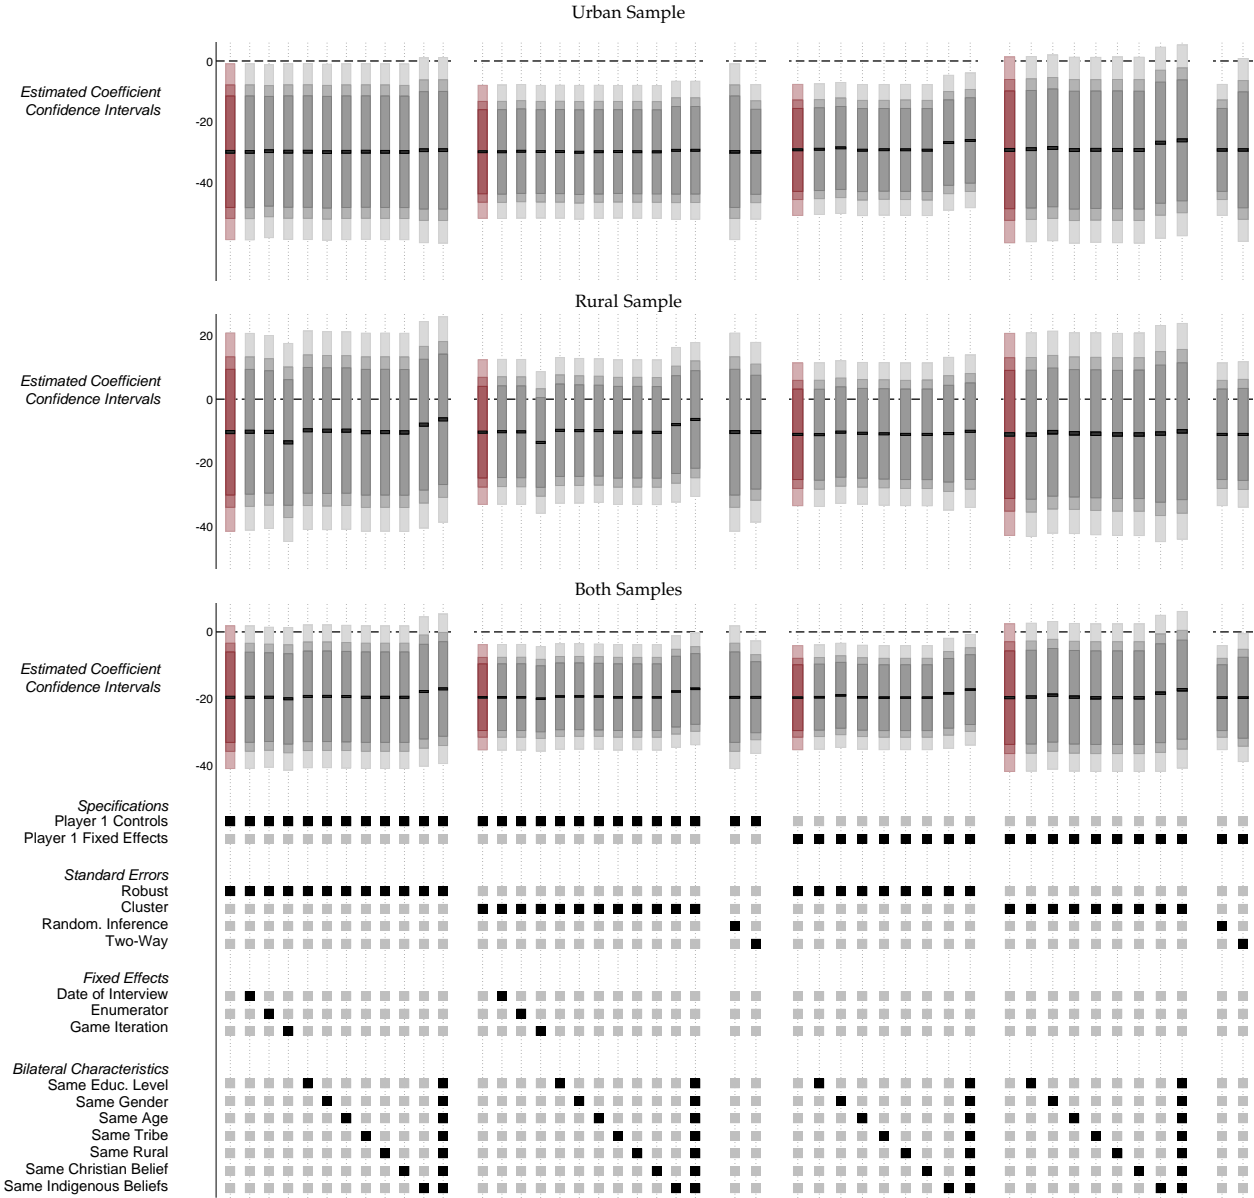 Urban Sample
0
Estimated Coefficient
Confidence Intervals
-20
-40
Rural Sample
20
Estimated Coefficient
Confidence Intervals
0
-20
-40
Both Samples
0
Estimated Coefficient
Confidence Intervals
-20
-40
Specifications
Player 1 Controls
Player 1 Fixed Effects
Standard Errors
Robust
Cluster
Random. Inference
Two-Way
Fixed Effects
Date of Interview
Enumerator
Game Iteration
Bilateral Characteristics
Same Educ. Level
Same Gender
Same Age
Same Tribe
Same Rural
Same Christian Belief
Same Indigenous Beliefs